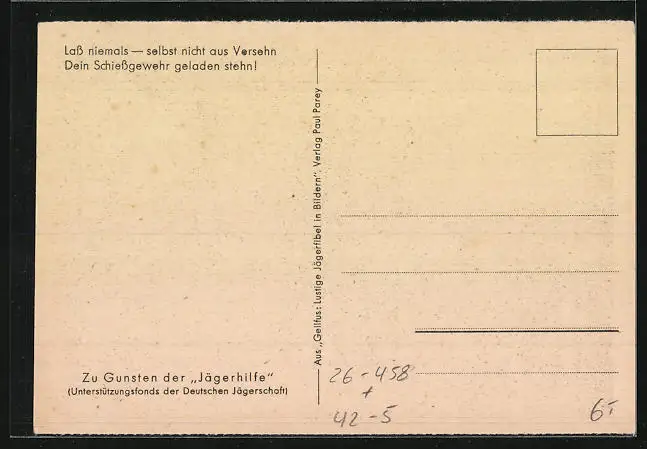 Laß niemals — selbst nicht aus Versehn
Dein Schießgewehr geladen stehn!
Aus „Gellfus: Lustige Jägerfibel in Bildern“. Verlag Paul Parey
Zu Gunsten der „Jägerhilfe“
(Unterstützungsfonds der Deutschen Jägerschaft)
26 - 458
+
42 - 5
6,-